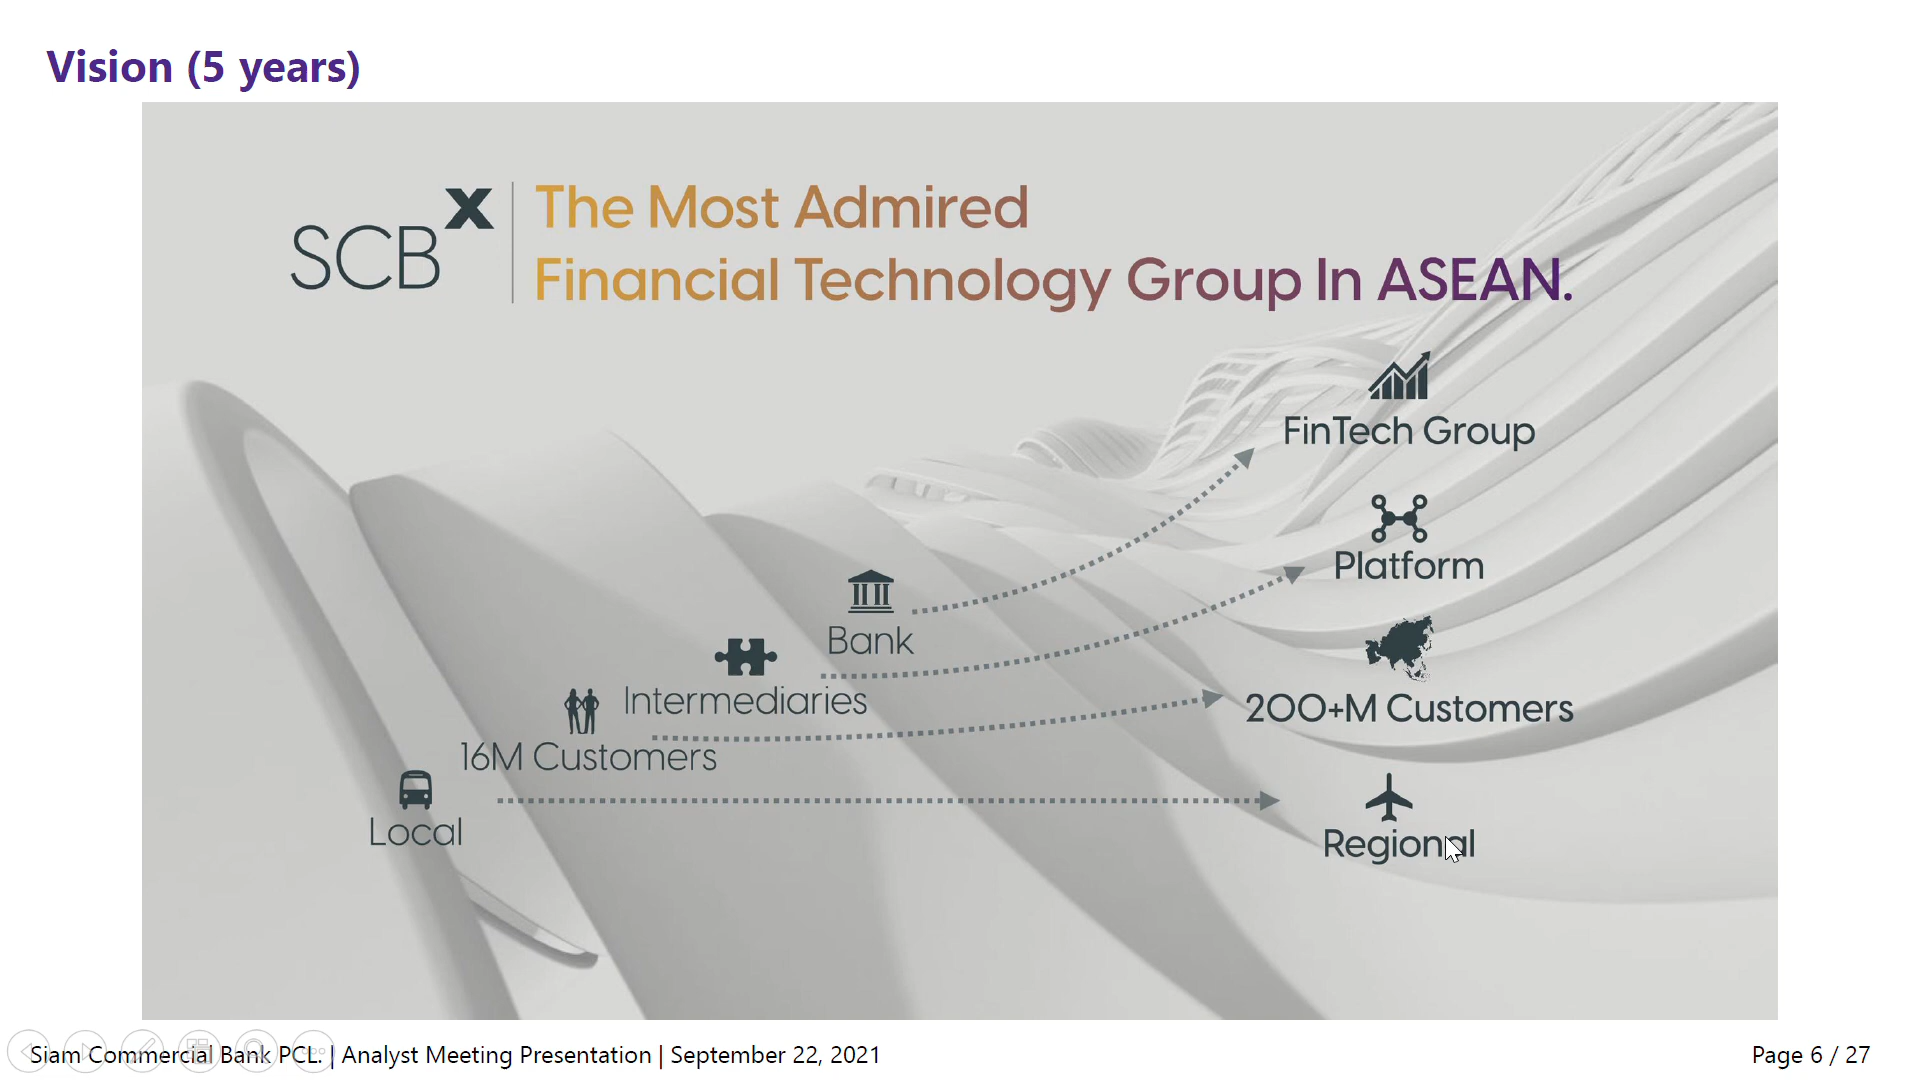 Vision (5 years)
SCB X
The Most Admired
Financial Technology Group In ASEAN.
FinTech Group
Platform
Bank
Intermediaries
200+M Customers
16M Customers
Local
Regional
Siam Commercial Bank PCL. | Analyst Meeting Presentation | September 22, 2021
Page 6 / 27